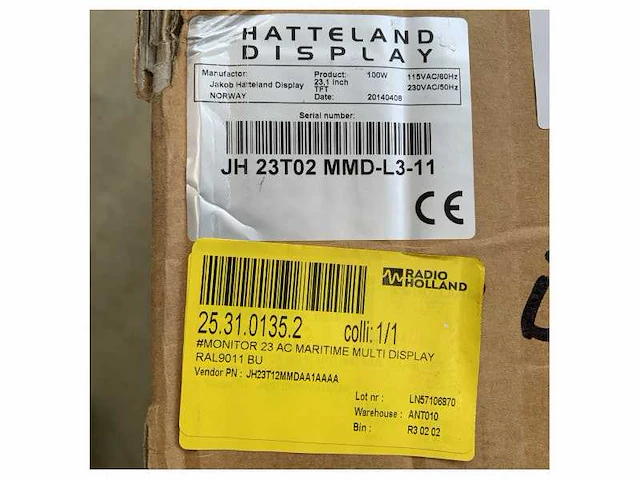 HATTELAND
DISPLAY
Manufactor: Product: 100W 115VAC/60Hz
Jakob Hatteland Display 23,1 inch 230VAC/50Hz
NORWAY TFT
Date: 20140408
Serial number:
JH 23T02 MMD-L3-11
CE
RADIO
HOLLAND
25.31.0135.2 colli: 1/1
#MONITOR 23 AC MARITIME MULTI DISPLAY
RAL9011 BU
Vendor PN : JH23T12MMDAA1AAAA
Lot nr : LN57106870
Warehouse : ANT010
Bin : R3 02 02